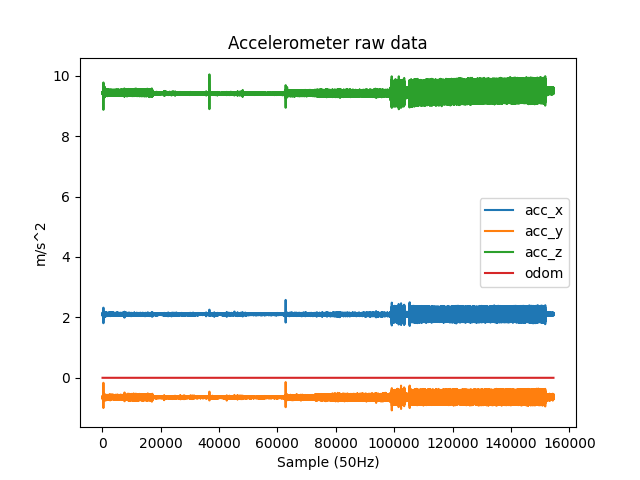 Accelerometer raw data
m/s^2
10
8
6
4
2
0
acc_x
acc_y
acc_z
odom
0 20000 40000 60000 80000 100000 120000 140000 160000
Sample (50Hz)